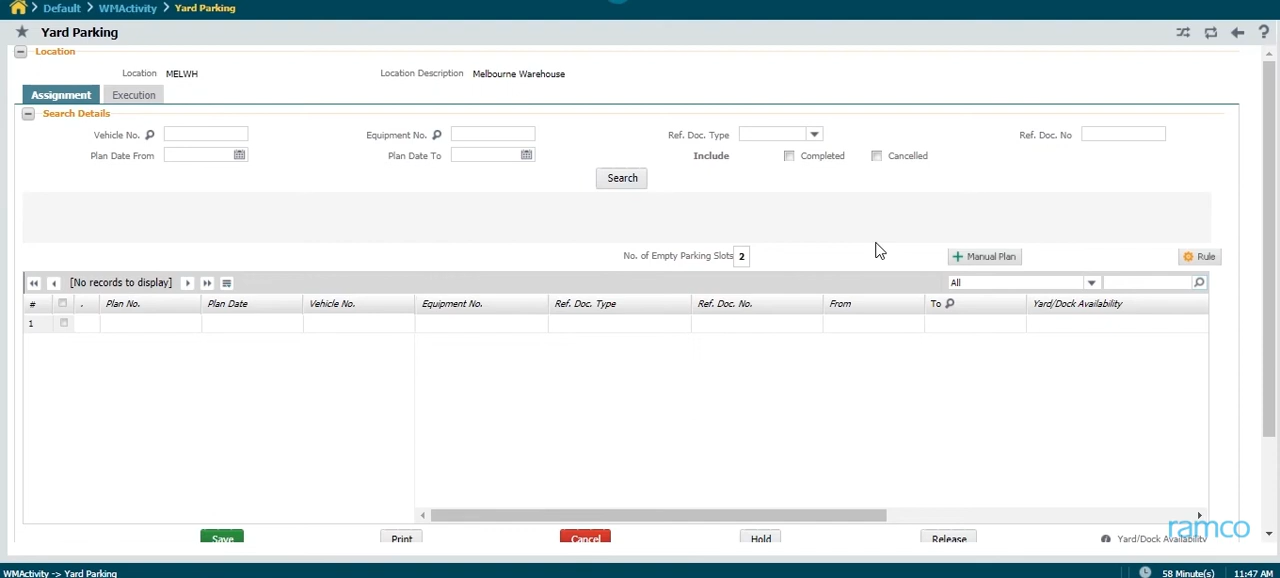 Default WMActivity Yard Parking
Yard Parking
Location
Location MELWH Location Description Melbourne Warehouse
Assignment Execution
Search Details
Vehicle No. Equipment No. Ref. Doc. Type Ref. Doc. No
Plan Date From Plan Date To Include Completed Cancelled
Search
No. of Empty Parking Slots 2 + Manual Plan Rule
[No records to display] All
# . Plan No. Plan Date Vehicle No. Equipment No. Ref. Doc. Type Ref. Doc. No. From To Yard/Dock Availability
1
Save Print Cancel Hold Release Yard/Dock Availability
ramco
WMActivity -> Yard Parking 58 Minute(s) 11:47 AM